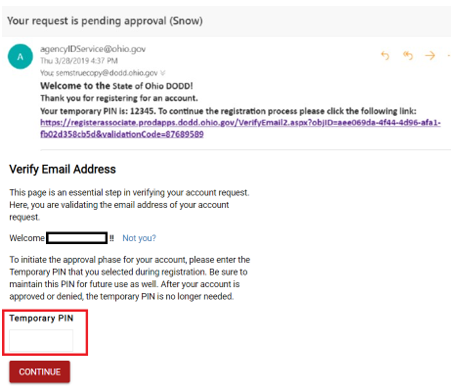 Your request is pending approval (Snow)
A
agencyIDService@ohio.gov
Thu 3/28/2019 4:37 PM
You: semstruecopy@dodd.ohio.gov
Welcome to the State of Ohio DODD!
Thank you for registering for an account.
Your temporary PIN is: 12345. To continue the registration process please click the following link:
https://registerassociate.prodapps.dodd.ohio.gov/VerifyEmail2.aspx?objID=aee069da-4f44-4d96-afa1-
fb02d358cb5d&validationCode=87689589
Verify Email Address
This page is an essential step in verifying your account request.
Here, you are validating the email address of your account
request.
Welcome !! Not you?
To initiate the approval phase for your account, please enter the
Temporary PIN that you selected during registration. Be sure to
maintain this PIN for future use as well. After your account is
approved or denied, the temporary PIN is no longer needed.
Temporary PIN
CONTINUE